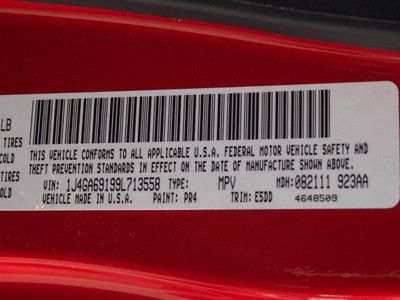 LB
TIRES
COLD
TIRES
COLD
THIS VEHICLE CONFORMS TO ALL APPLICABLE U.S.A. FEDERAL MOTOR VEHICLE SAFETY AND
THEFT PREVENTION STANDARDS IN EFFECT ON THE DATE OF MANUFACTURE SHOWN ABOVE.
VIN: 1J4GA69199L713558 TYPE: MPV MDH: 082111 923AA
VEHICLE MADE IN U.S.A. PAINT: PR4 TRIM: E5DD 4648509